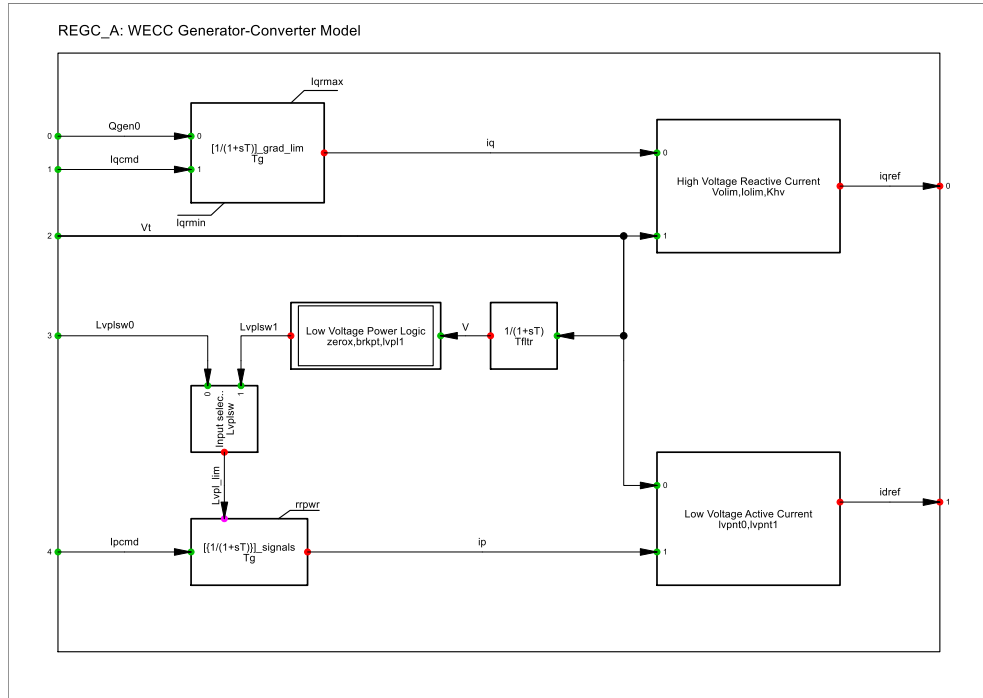 REGC_A: WECC Generator-Converter Model
Iqrmax
0 Qgen0 0
1 Iqcmd 1
[1/(1+sT)]_grad_lim
Tg
Iqrmin
iq 0
High Voltage Reactive Current
Volim,Iolim,Khv
iqref 0
2 Vt 1
3 Lvplsw0
Lvplsw1
Low Voltage Power Logic
zerox,brkpt,lvpl1
V
1/(1+sT)
Tfltr
0
1
Input selec..
Lvplsw
Lvpl_lim
rrpwr
4 Ipcmd
[{1/(1+sT)}]_signals
Tg
ip
0
1
Low Voltage Active Current
lvpnt0,lvpnt1
idref 1